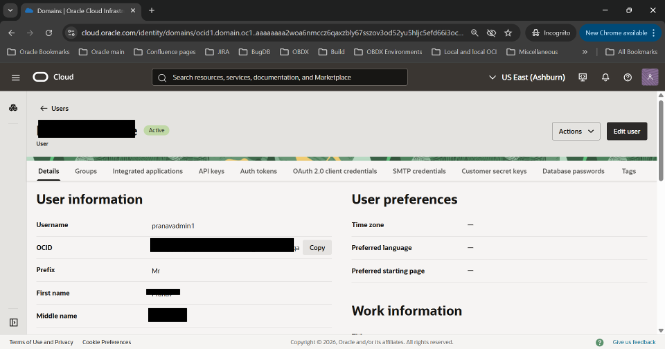 Domains | Oracle Cloud Infrastr
cloud.oracle.com/identity/domains/ocid1.domain.oc1..aaaaaaaa2woa6nmccz6qaxzbly67sszov3od52yu5hljc5efd66i3oc...
Incognito
New Chrome available
Oracle Bookmarks Oracle main Confluence pages JIRA BugDB OBDX Build OBDX Environments Local and local OCI Miscellaneous » All Bookmarks
Cloud
Search resources, services, documentation, and Marketplace
US East (Ashburn)
Users
Active
User
Actions
Edit user
Details Groups Integrated applications API keys Auth tokens OAuth 2.0 client credentials SMTP credentials Customer secret keys Database passwords Tags
User information
Username pranavadmin1
OCID Copy
Prefix Mr
First name
Middle name
User preferences
Time zone —
Preferred language —
Preferred starting page —
Work information
Terms of Use and Privacy Cookie Preferences Copyright © 2026, Oracle and/or its affiliates. All rights reserved. Give us feedback